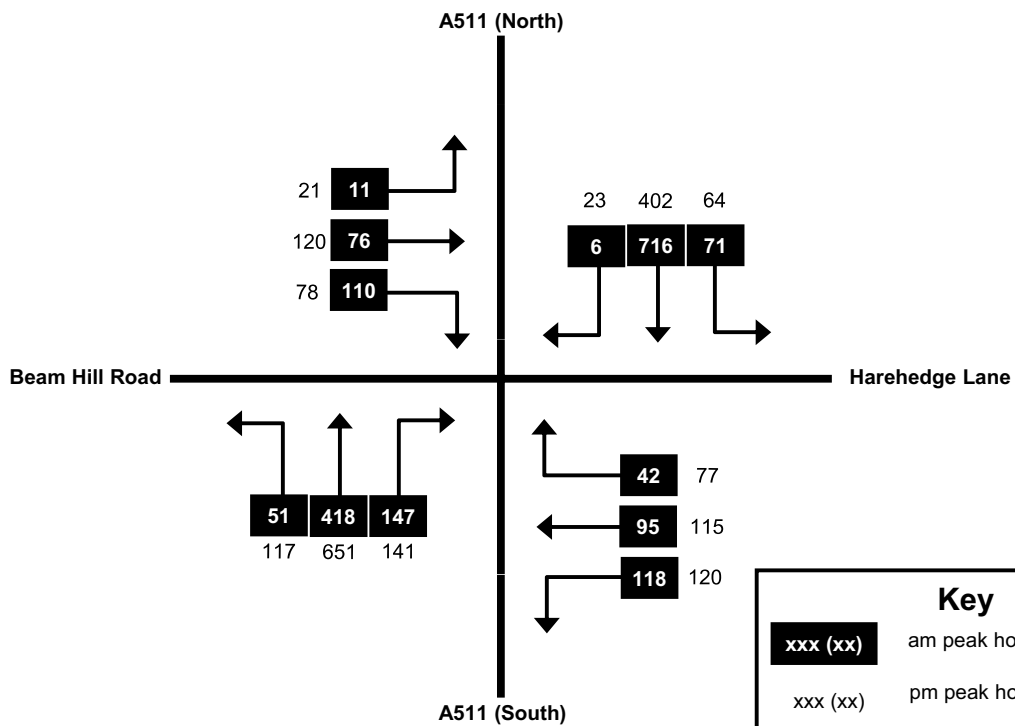 A511 (North)
21 11
120 76
78 110
23 402 64
6 716 71
Beam Hill Road
Harehedge Lane
51 418 147
117 651 141
42 77
95 115
118 120
Key
xxx (xx) am peak ho
xxx (xx) pm peak ho
A511 (South)